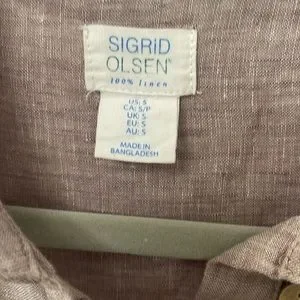 SIGRID
OLSEN®
100% linen
US: S
CA: S/P
UK: S
EU: S
AU: S
MADE IN
BANGLADESH